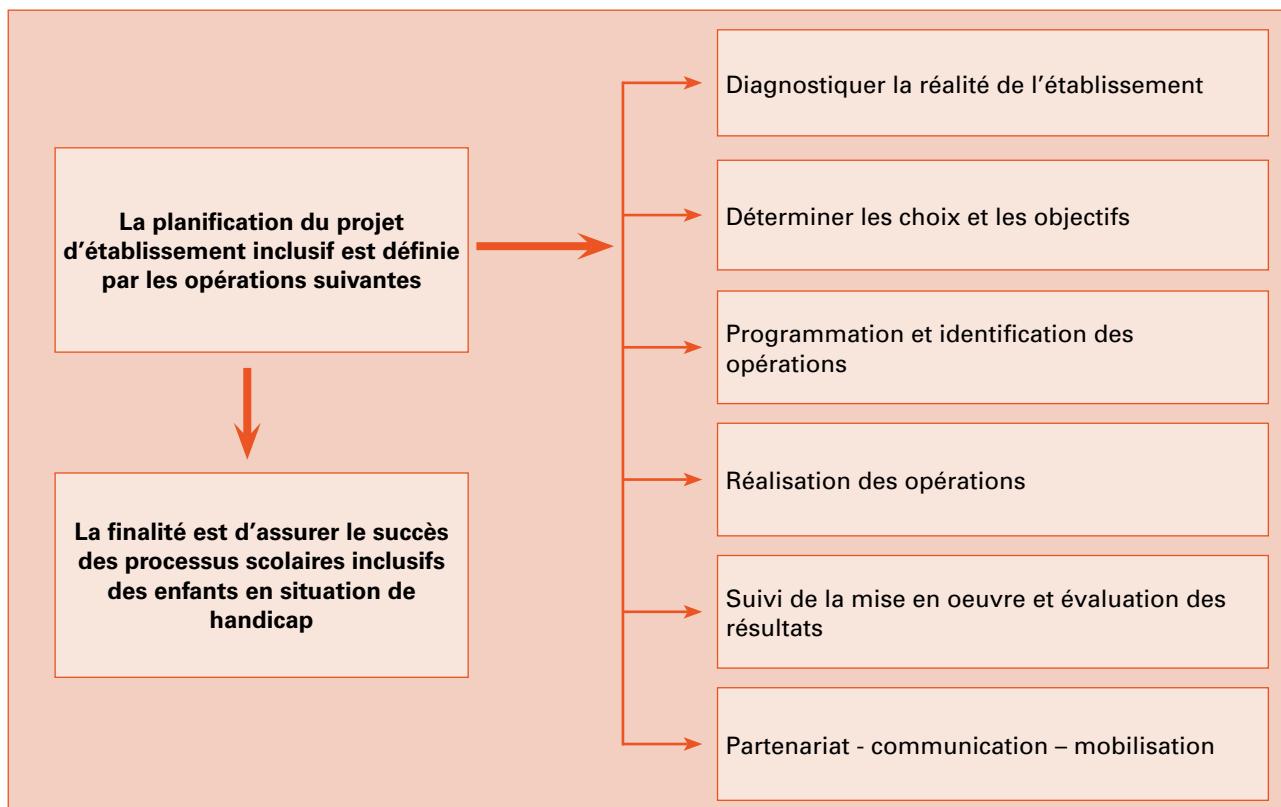 La planification du projet
d’établissement inclusif est définie
par les opérations suivantes
La finalité est d’assurer le succès
des processus scolaires inclusifs
des enfants en situation de
handicap
Diagnostiquer la réalité de l’établissement
Déterminer les choix et les objectifs
Programmation et identification des
opérations
Réalisation des opérations
Suivi de la mise en oeuvre et évaluation des
résultats
Partenariat - communication – mobilisation